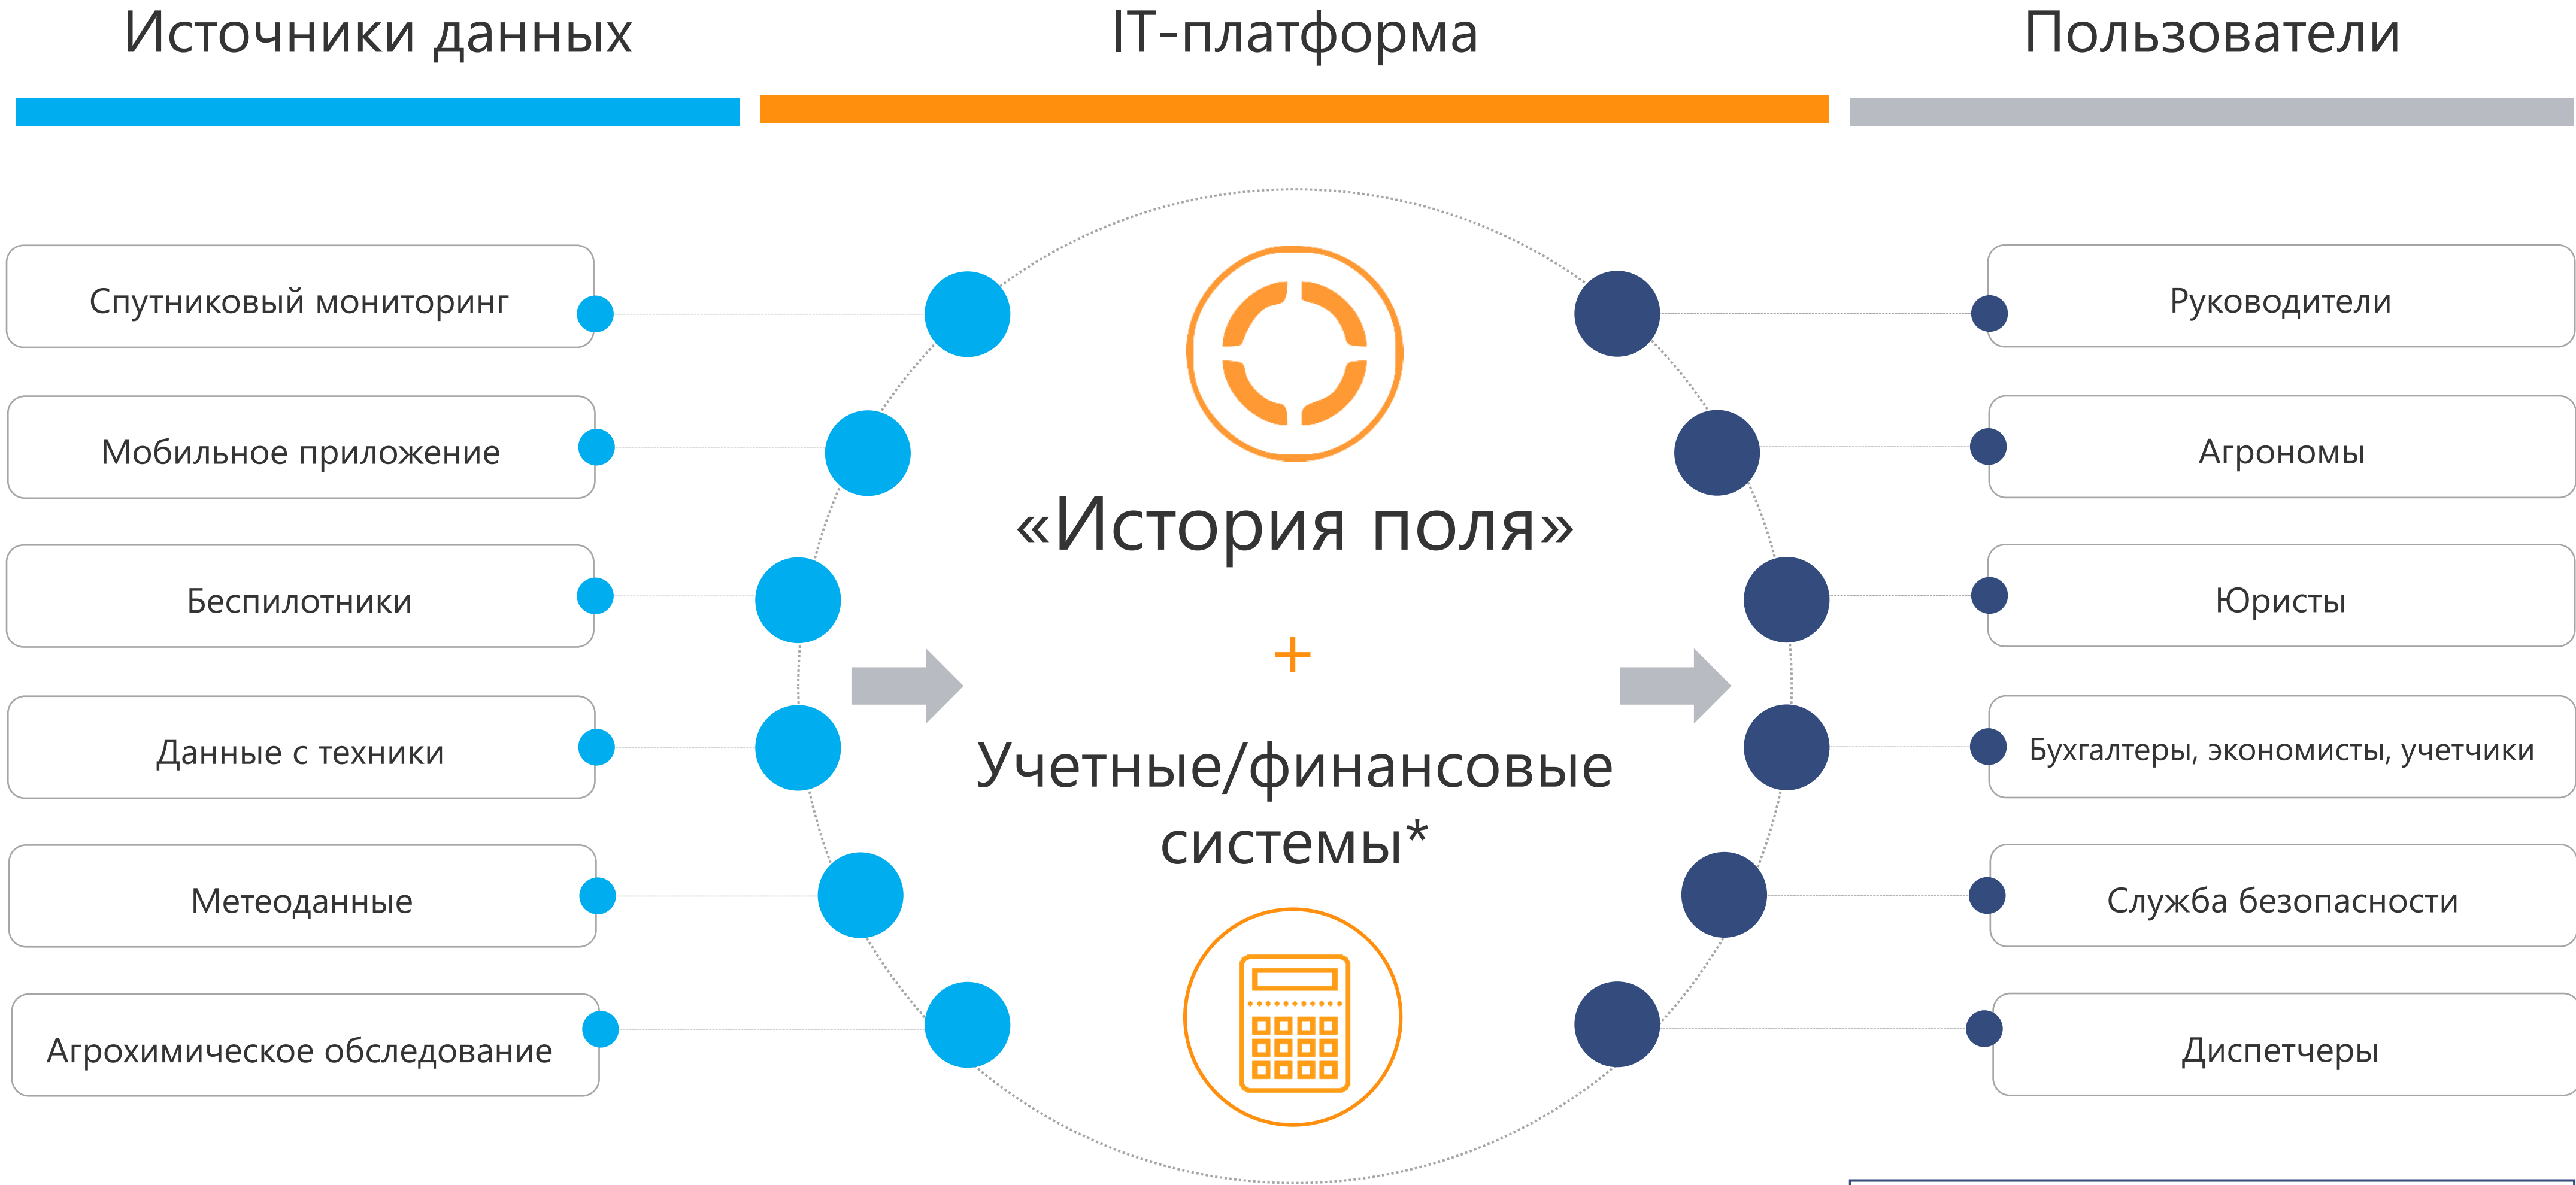 Источники данных
IT-платформа
Пользователи
Спутниковый мониторинг
Мобильное приложение
Беспилотники
Данные с техники
Метеоданные
Агрохимическое обследование
«История поля»
+
Учетные/финансовые
системы*
Руководители
Агрономы
Юристы
Бухгалтеры, экономисты, учетчики
Служба безопасности
Диспетчеры